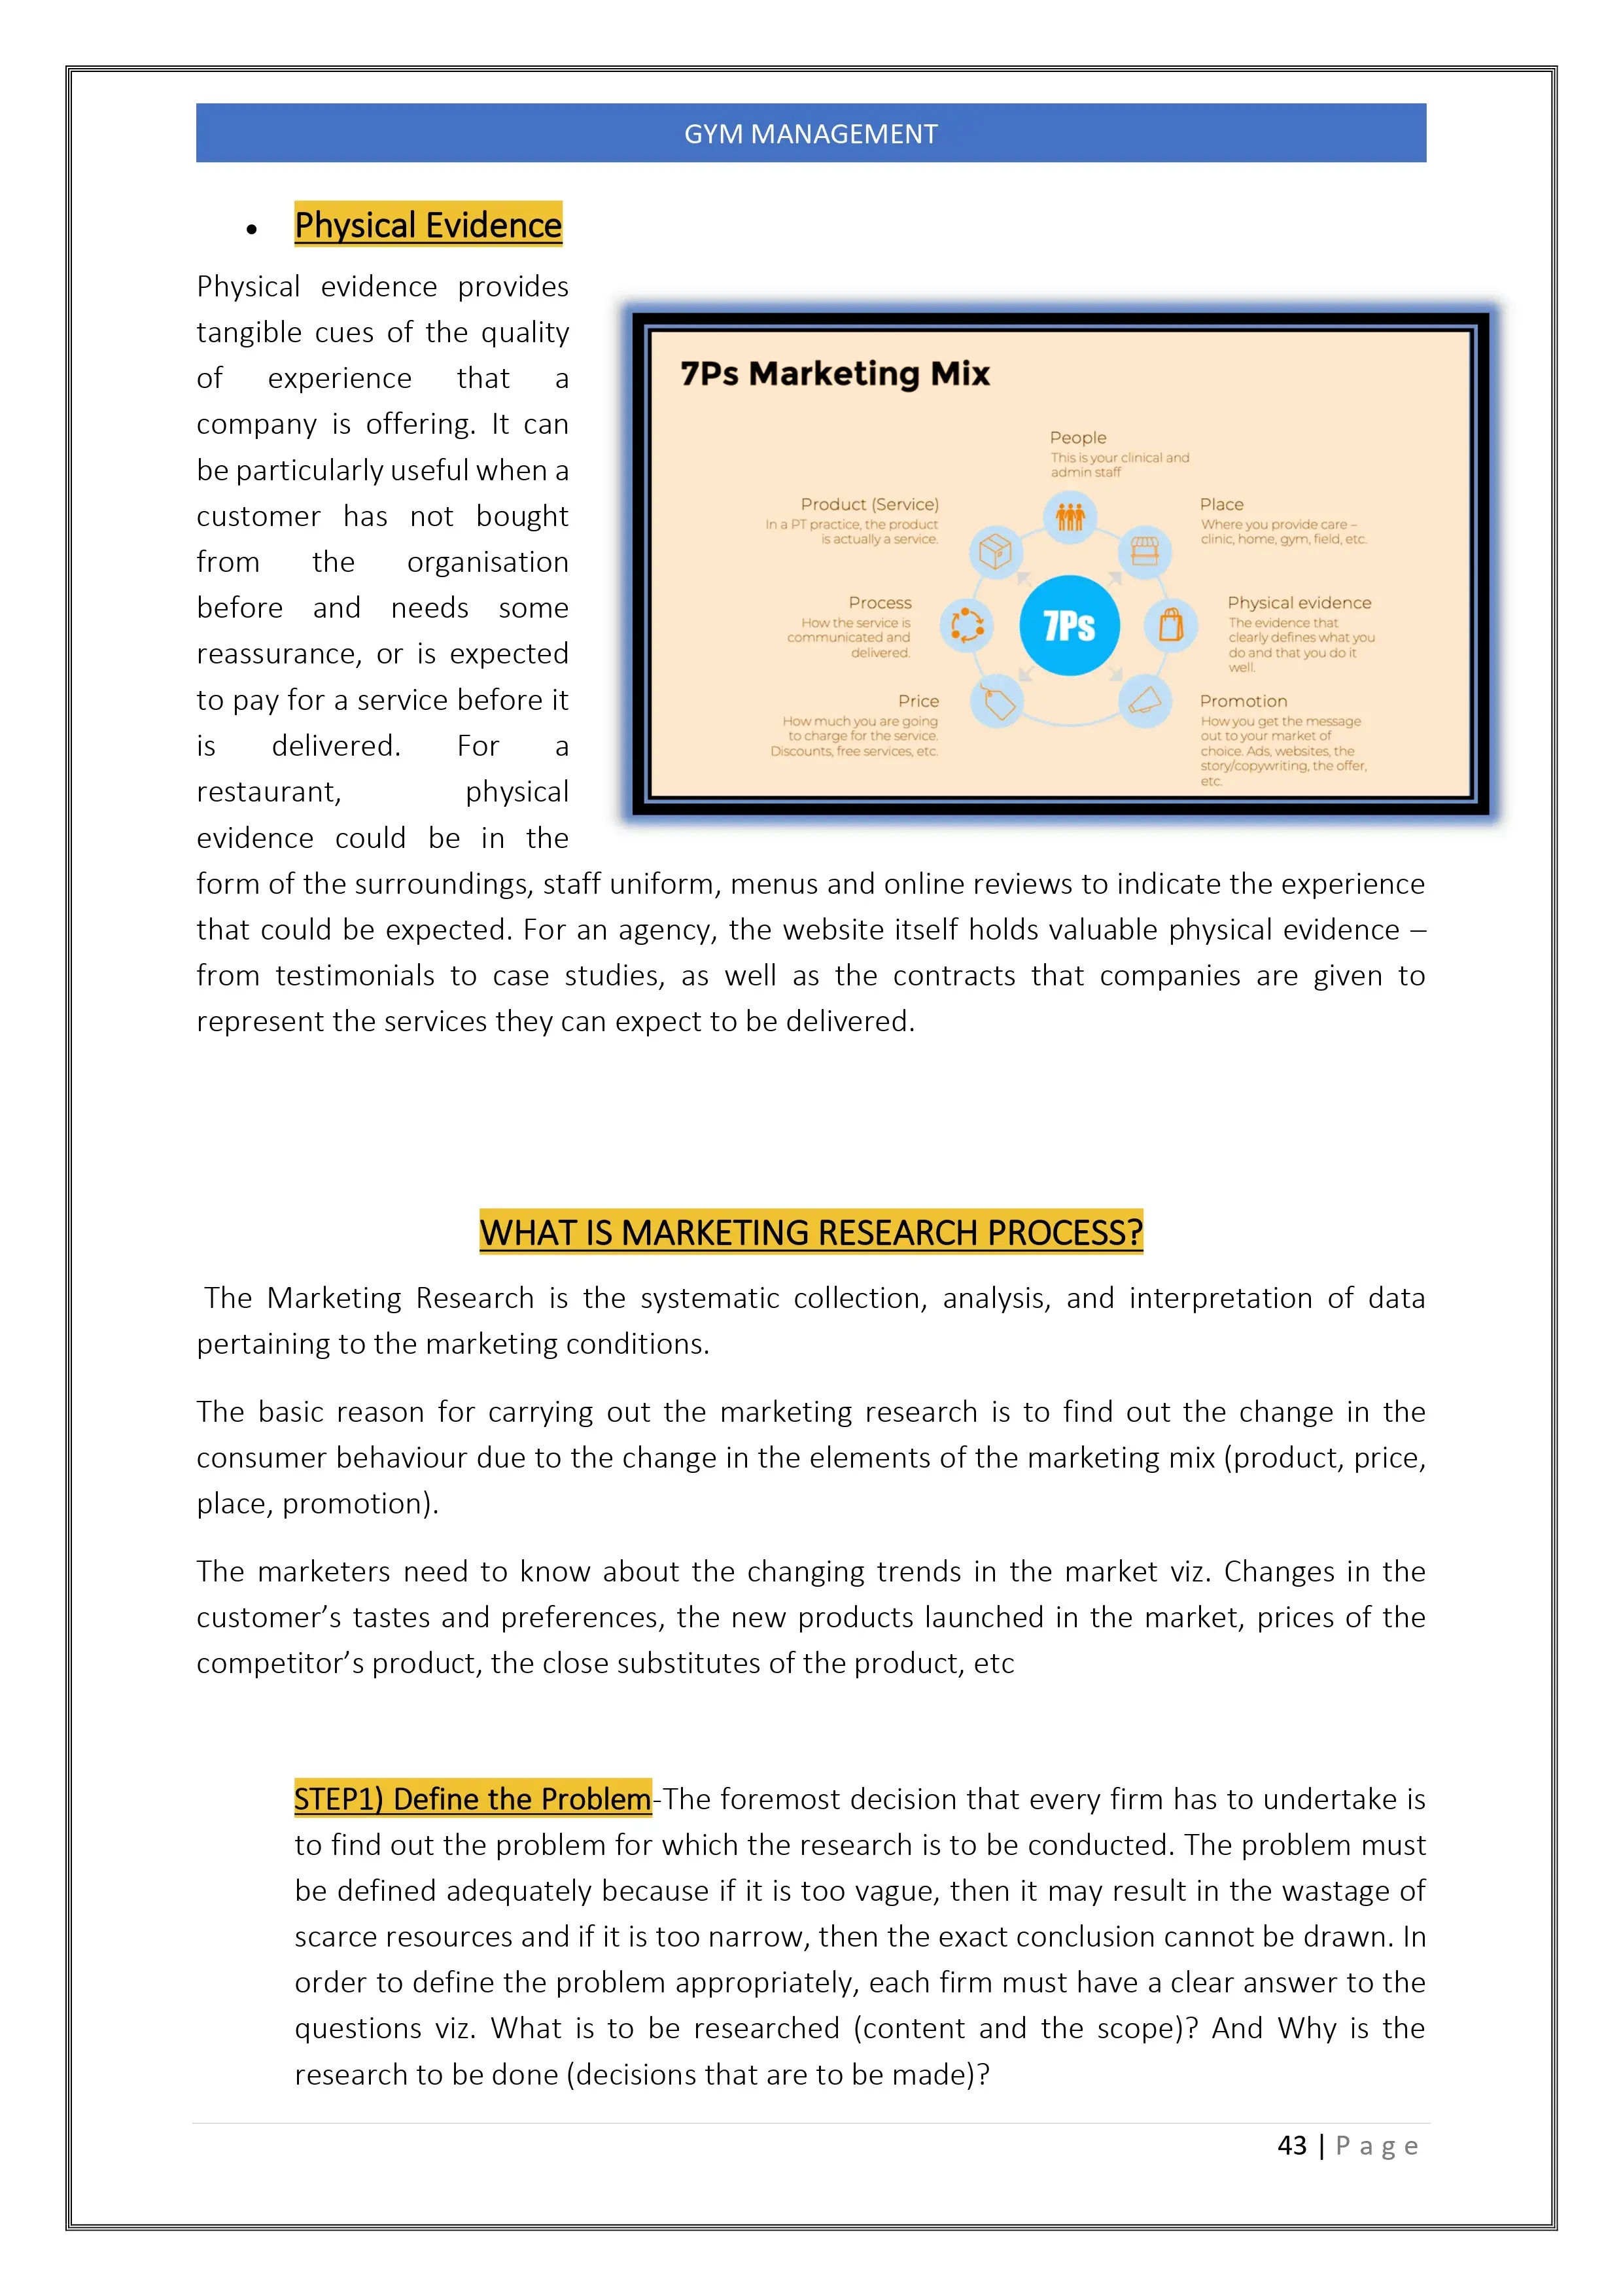 GYM MANAGEMENT
• Physical Evidence
Physical evidence provides
tangible cues of the quality
of experience that a
company is offering. It can
be particularly useful when a
customer has not bought
from the organisation
before and needs some
reassurance, or is expected
to pay for a service before it
is delivered. For a
restaurant, physical
evidence could be in the
form of the surroundings, staff uniform, menus and online reviews to indicate the experience
that could be expected. For an agency, the website itself holds valuable physical evidence –
from testimonials to case studies, as well as the contracts that companies are given to
represent the services they can expect to be delivered.
7Ps Marketing Mix
People
This is your clinical and
admin staff
Product (Service)
In a PT practice, the product
is actually a service.
Place
Where you provide care –
clinic, home, gym, field, etc.
Process
How the service is
communicated and
delivered.
7Ps
Physical evidence
The evidence that
clearly defines what you
do and that you do it
well.
Price
How much you are going
to charge for the service.
Discounts, free services, etc.
Promotion
How you get the message
out to your market of
choice. Ads, websites, the
story/copywriting, the offer,
etc.
WHAT IS MARKETING RESEARCH PROCESS?
The Marketing Research is the systematic collection, analysis, and interpretation of data
pertaining to the marketing conditions.
The basic reason for carrying out the marketing research is to find out the change in the
consumer behaviour due to the change in the elements of the marketing mix (product, price,
place, promotion).
The marketers need to know about the changing trends in the market viz. Changes in the
customer’s tastes and preferences, the new products launched in the market, prices of the
competitor’s product, the close substitutes of the product, etc
STEP1) Define the Problem-The foremost decision that every firm has to undertake is
to find out the problem for which the research is to be conducted. The problem must
be defined adequately because if it is too vague, then it may result in the wastage of
scarce resources and if it is too narrow, then the exact conclusion cannot be drawn. In
order to define the problem appropriately, each firm must have a clear answer to the
questions viz. What is to be researched (content and the scope)? And Why is the
research to be done (decisions that are to be made)?
43 | Page